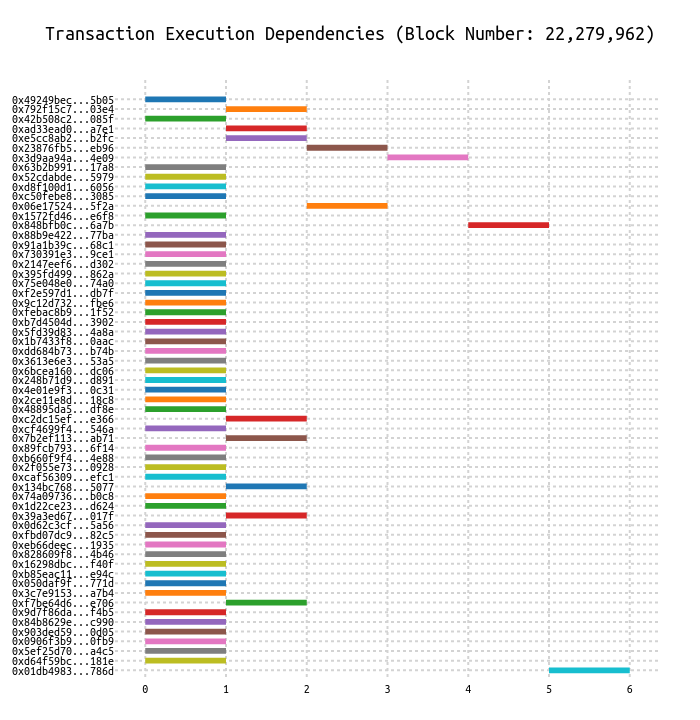 Transaction Execution Dependencies (Block Number: 22,279,962)
0x49249bec...5b05
0x792f15c7...03e4
0x42b508c2...085f
0xad33ead0...a7e1
0xe5cc8ab2...b2fc
0x23876fb5...eb96
0x3d9aa94a...4e09
0x63b2b991...17a8
0x52cdabde...5979
0xd8f100d1...6056
0xc50febe8...3085
0x06e17524...5f2a
0x1572fd46...e6f8
0x848bfb0c...6a7b
0x88b9e422...77ba
0x91a1b39c...68c1
0x730391e3...9ce1
0x2147eef6...d302
0x395fd499...862a
0x75e048e0...74a0
0xf2e597d1...db7f
0x9c12d732...fbe6
0xfebac8b9...1f52
0xb7d4504d...3902
0x5fd39d83...4a8a
0x1b7433f8...0aac
0xdd684b73...b74b
0x3613e6e3...53a5
0x6bcea160...dc06
0x248b71d9...d891
0x4e01e9f3...0c31
0x2ce11e8d...18c8
0x48895da5...df8e
0xc2dc15ef...e366
0xcf4699f4...546a
0x7b2ef113...ab71
0x89fcb793...6f14
0xb660f9f4...4e88
0x2f055e73...0928
0xcaf56309...efc1
0x134bc768...5077
0x74a09736...b0c8
0x1d22ce23...d624
0x39a3ed67...017f
0x0d62c3cf...5a56
0xfbd07dc9...82c5
0xeb66deec...1935
0x828609f8...4b46
0x16298dbc...f40f
0xb85eac11...e94c
0x050daf9f...771d
0x3c7e9153...a7b4
0xf7be64d6...e706
0x9d7f86da...f4b5
0x84b8629e...c990
0x903ded59...0d05
0x0906f3b9...0fb9
0x5ef25d70...a4c5
0xd64f59bc...181e
0x01db4983...786d
0 1 2 3 4 5 6